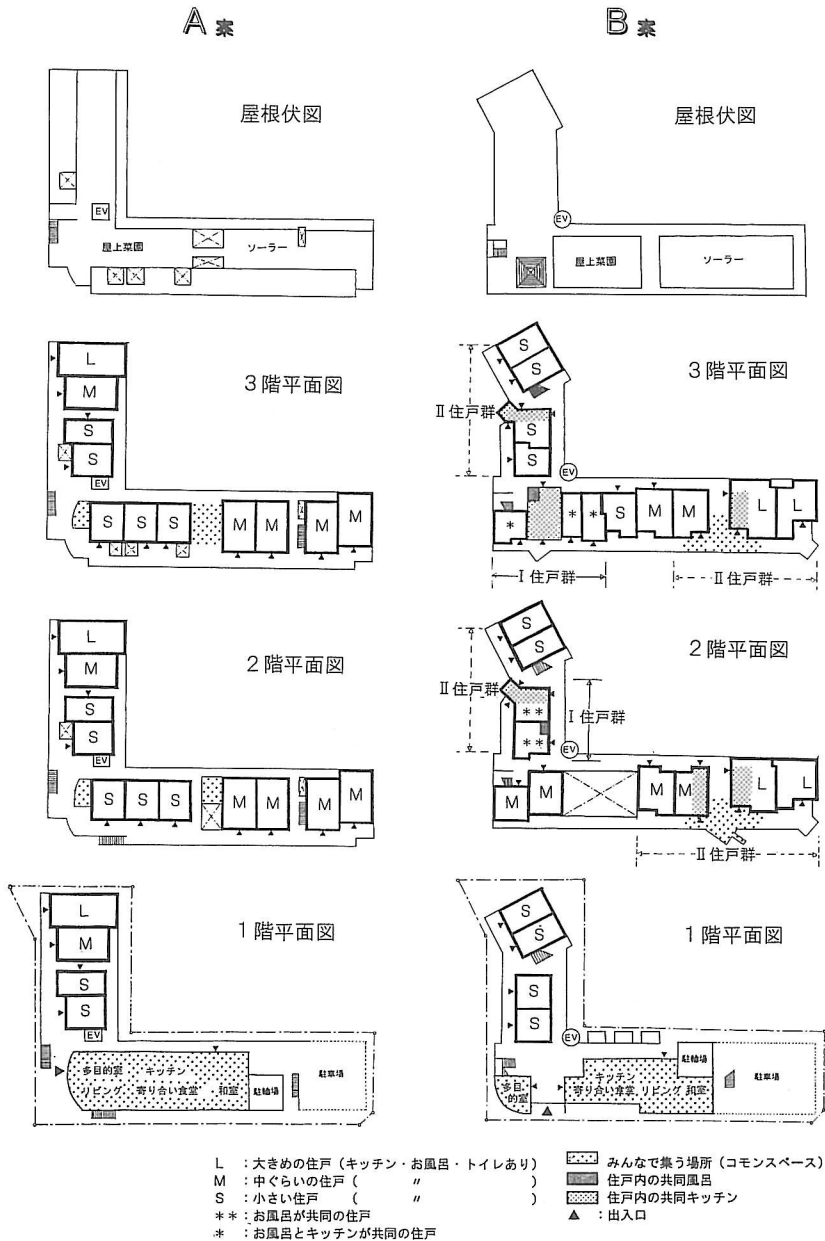 A案
屋根伏図
EV
屋上菜園
ソーラー
3階平面図
L
M
S
S
EV
S S S M M M M
2階平面図
L
M
S
S
EV
S S S M M M M
1階平面図
L
M
S
S
EV
多目的室 キッチン
リビング 寄り合い食堂 和室
駐輪場
駐車場
B案
屋根伏図
EV
屋上菜園
ソーラー
3階平面図
S
S
II住戸群
S
S
EV
* * * S M M L L
I住戸群
II住戸群
2階平面図
S
S
II住戸群
I住戸群
**
**
EV
M M M M L L
II住戸群
1階平面図
S
S
S
S
EV
多目的室
キッチン
寄り合い食堂 リビング 和室
駐輪場
駐車場
L :大きめの住戸(キッチン・お風呂・トイレあり)
M :中ぐらいの住戸( 〃 )
S :小さい住戸 ( 〃 )
**:お風呂が共同の住戸
* :お風呂とキッチンが共同の住戸
みんなで集う場所(コモンスペース)
住戸内の共同風呂
住戸内の共同キッチン
▲ :出入口